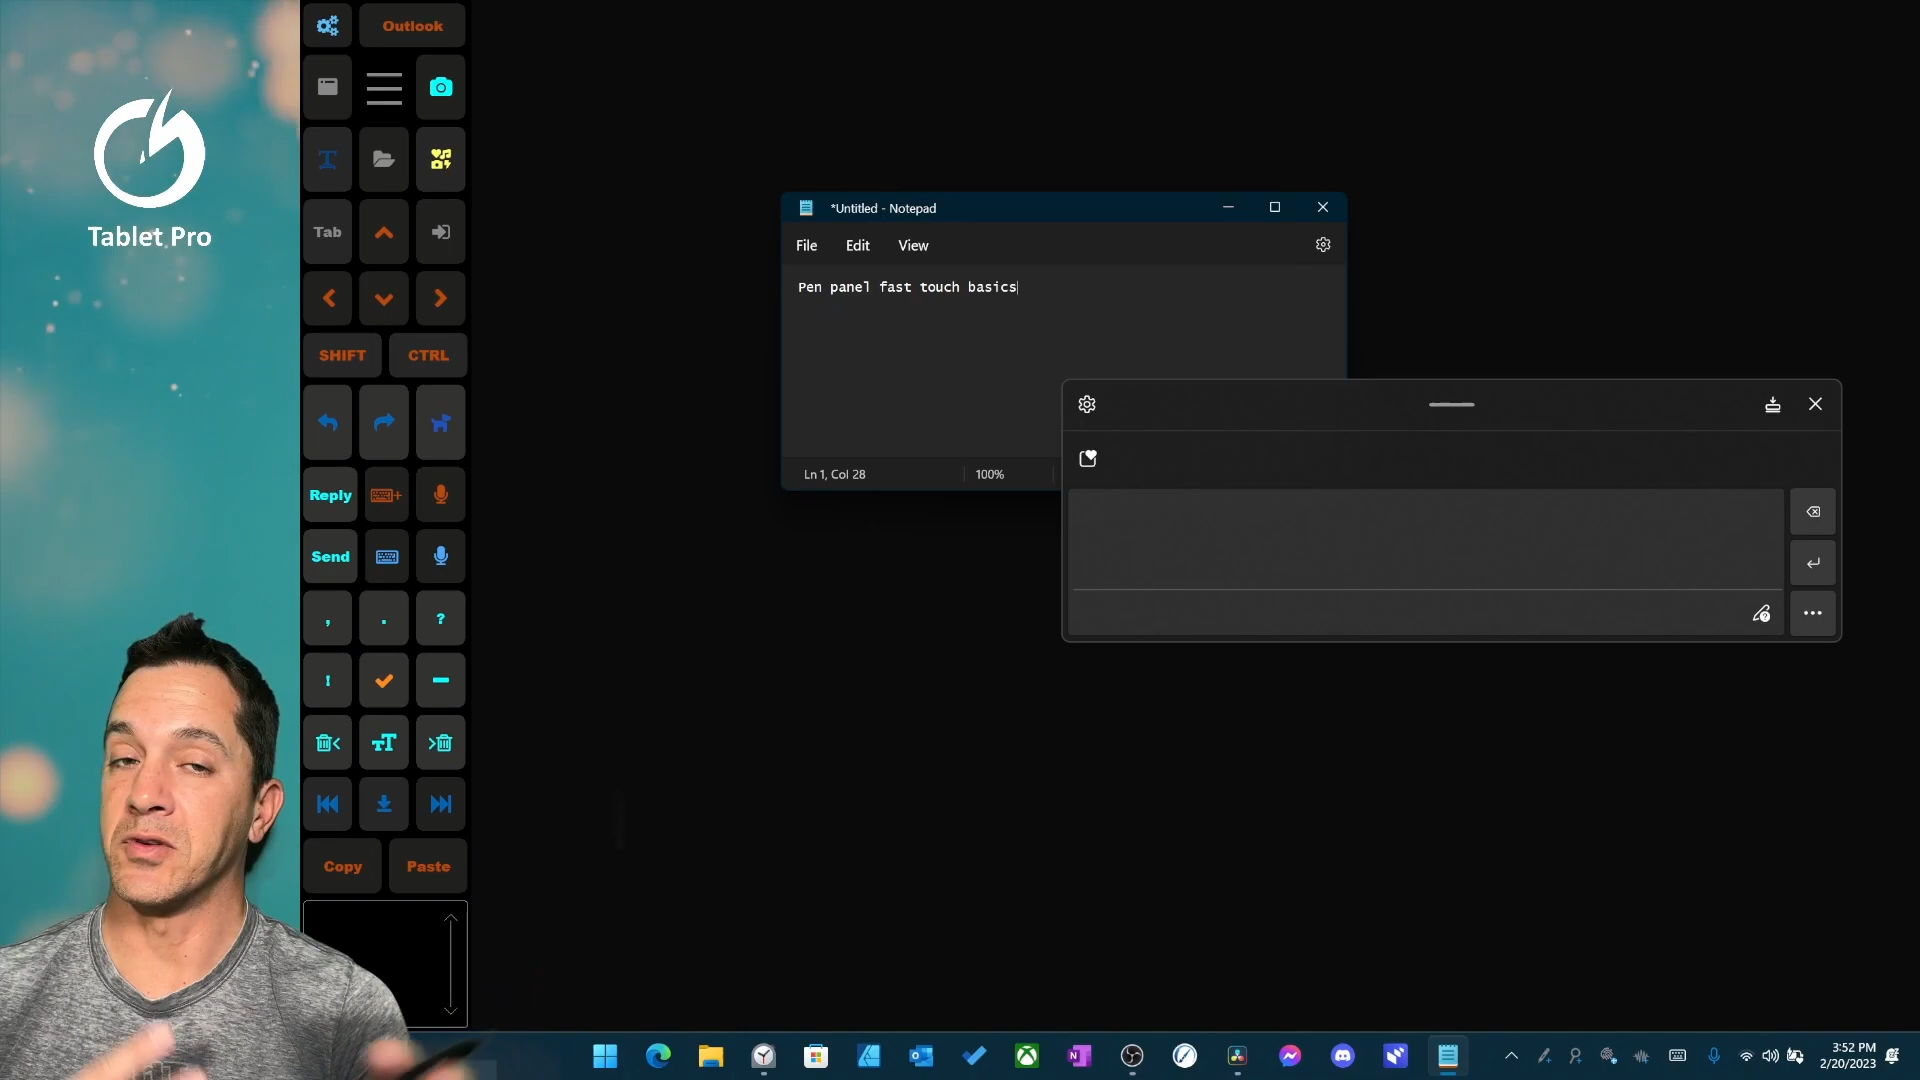 Tablet Pro
Outlook
Tab
SHIFT
CTRL
Reply
Send
,
.
?
!
Copy
Paste
*Untitled - Notepad
File
Edit
View
Pen panel fast touch basics
Ln 1, Col 28
100%
3:52 PM
2/20/2023